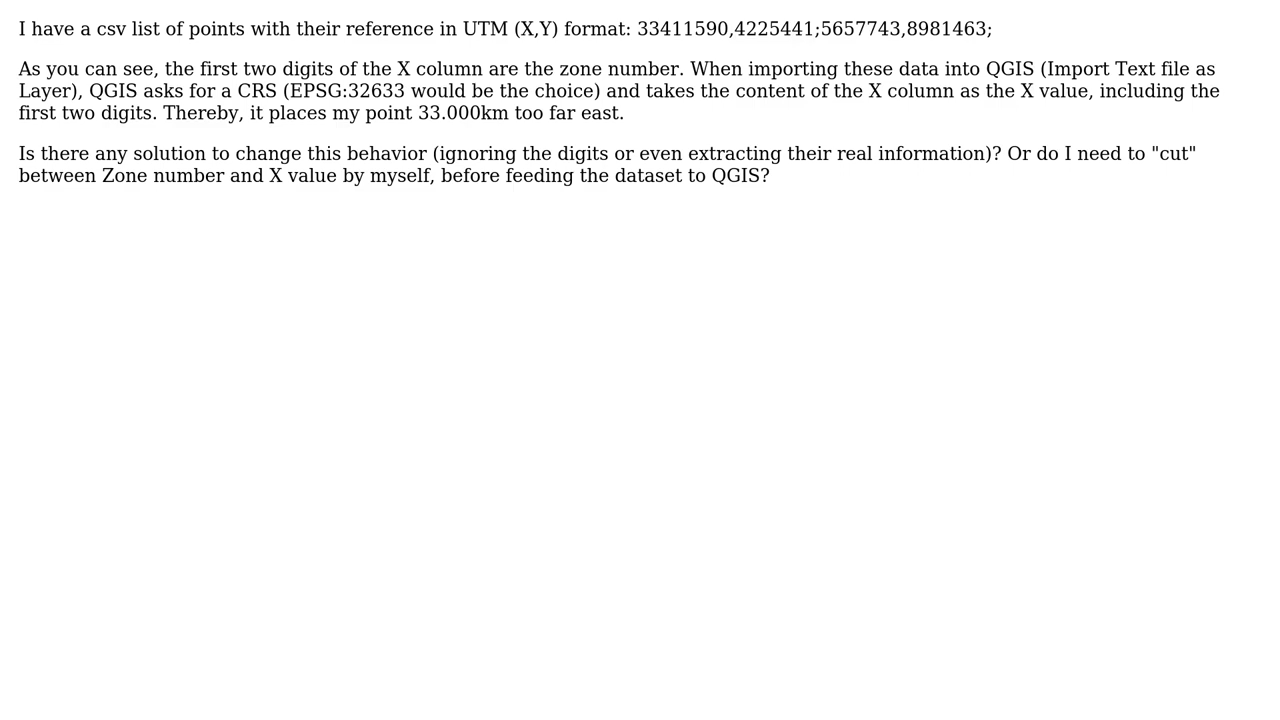 I have a csv list of points with their reference in UTM (X,Y) format: 33411590,4225441;5657743,8981463;
As you can see, the first two digits of the X column are the zone number. When importing these data into QGIS (Import Text file as
Layer), QGIS asks for a CRS (EPSG:32633 would be the choice) and takes the content of the X column as the X value, including the
first two digits. Thereby, it places my point 33.000km too far east.
Is there any solution to change this behavior (ignoring the digits or even extracting their real information)? Or do I need to "cut"
between Zone number and X value by myself, before feeding the dataset to QGIS?